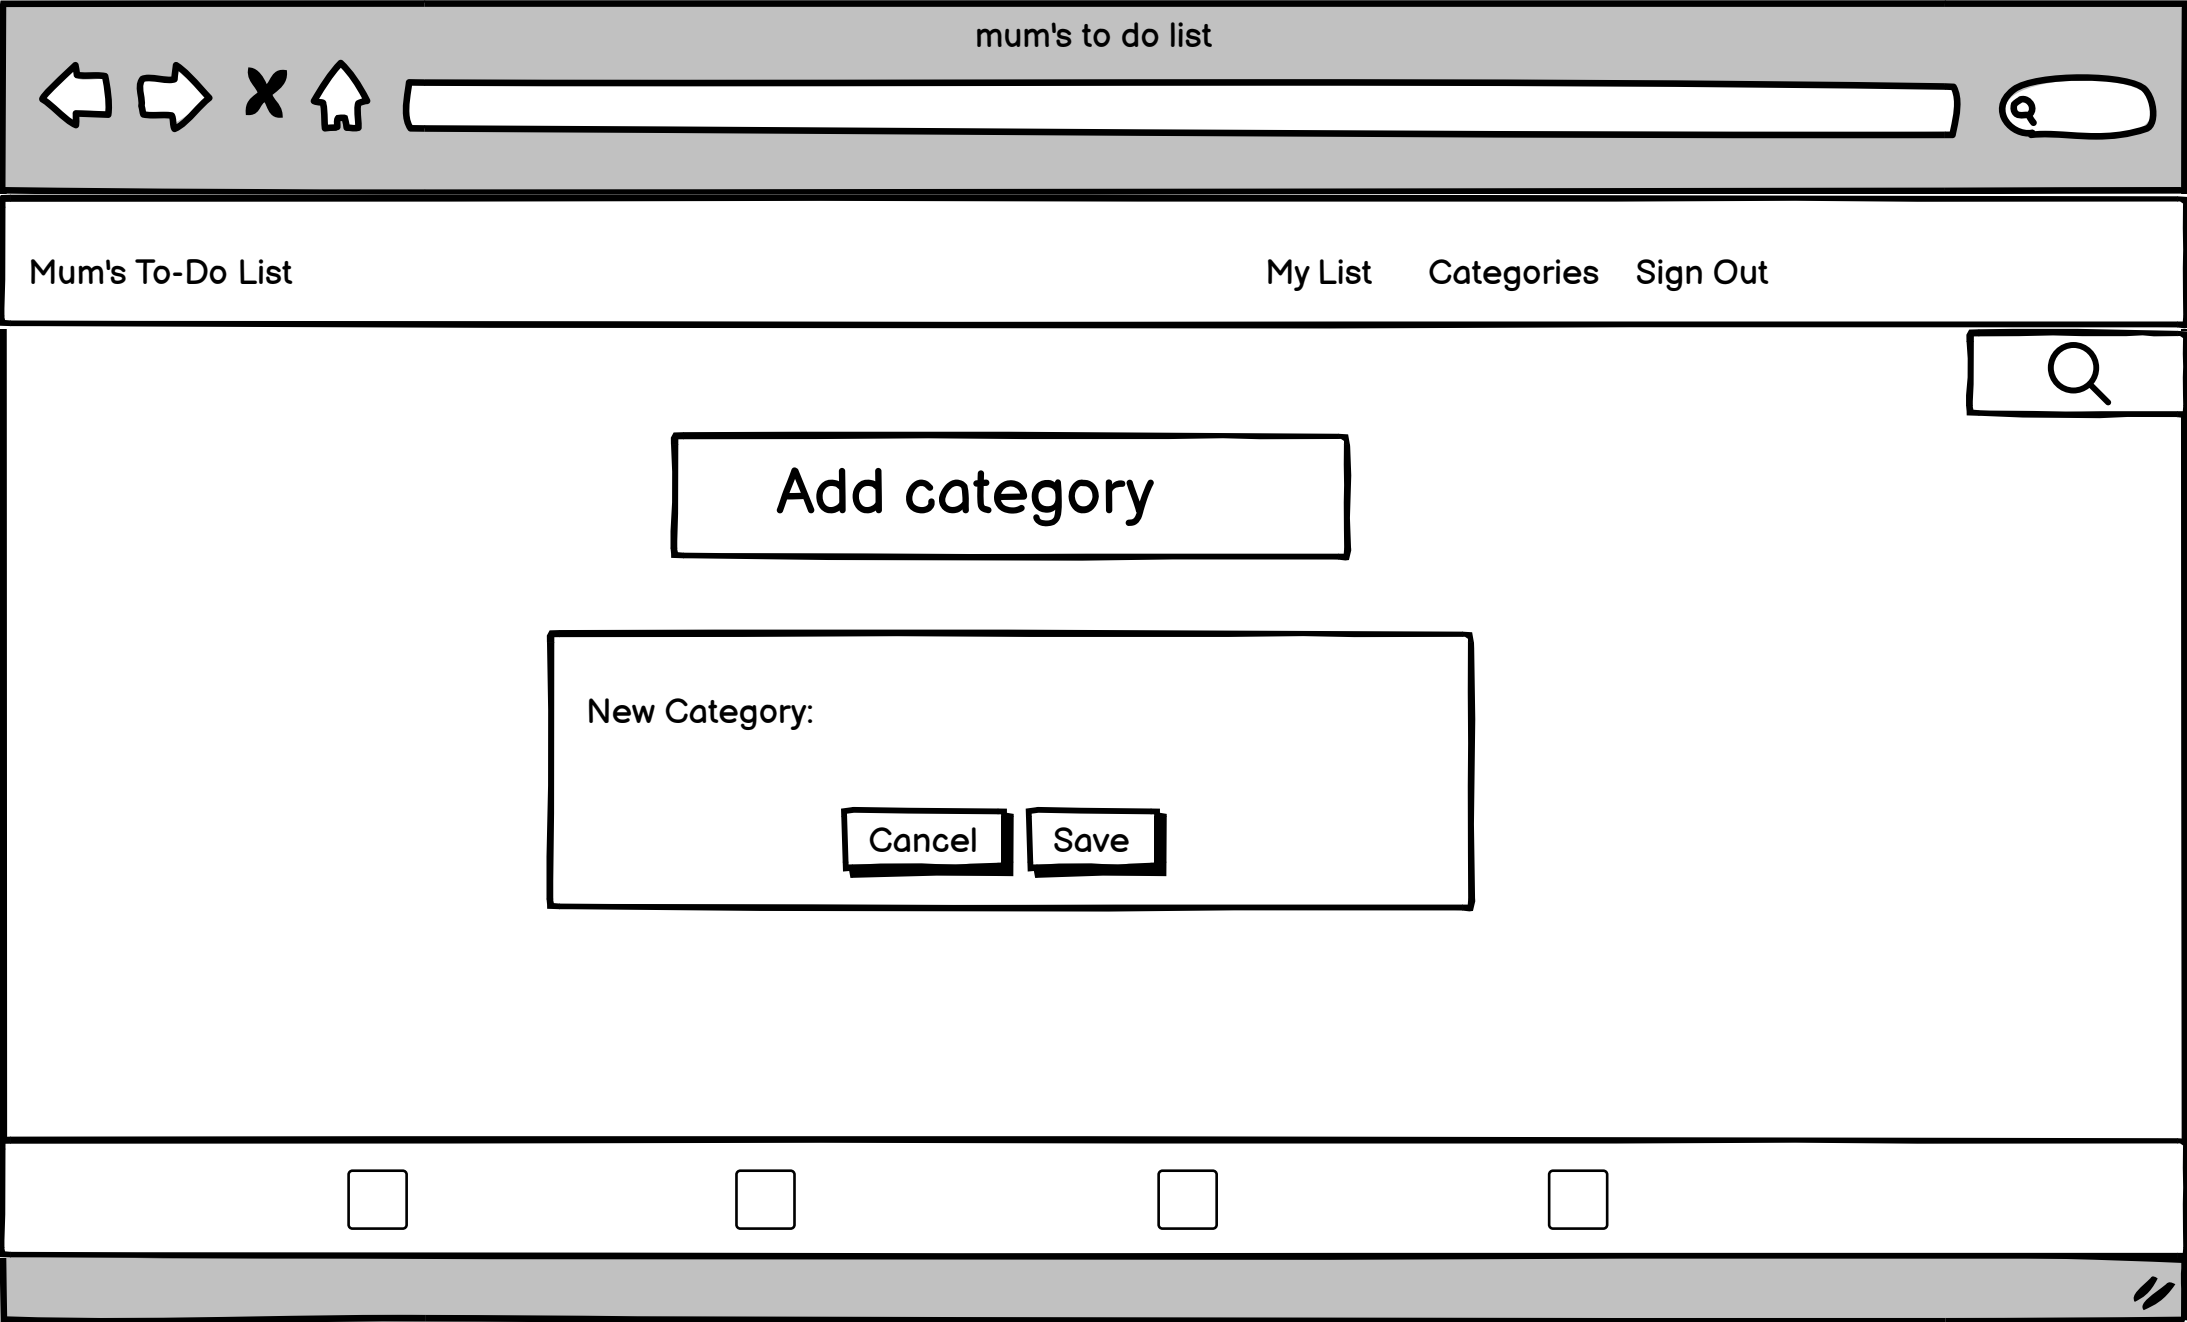 mum's to do list
Mum's To-Do List My List Categories Sign Out
Add category
New Category:
Cancel Save